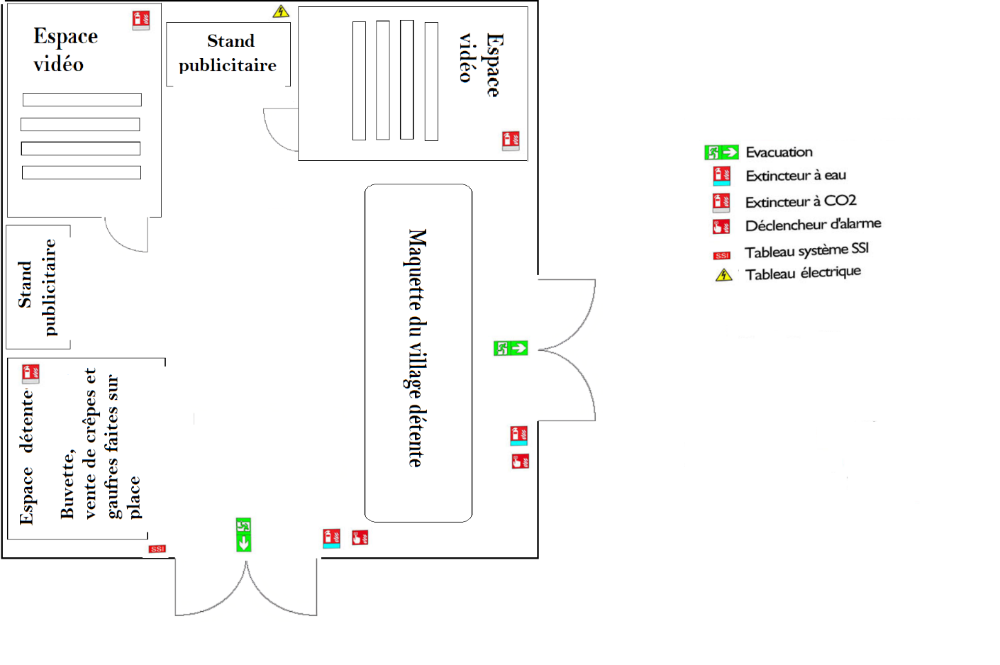 Espace
vidéo
Stand
publicitaire
Espace
vidéo
Stand
publicitaire
Maquette du village détente
Espace détente
Buvette,
vente de crêpes et
gaufres faites sur
place
SSI
Evacuation
Extincteur à eau
Extincteur à CO2
Déclencheur d'alarme
SSI
Tableau système SSI
Tableau électrique